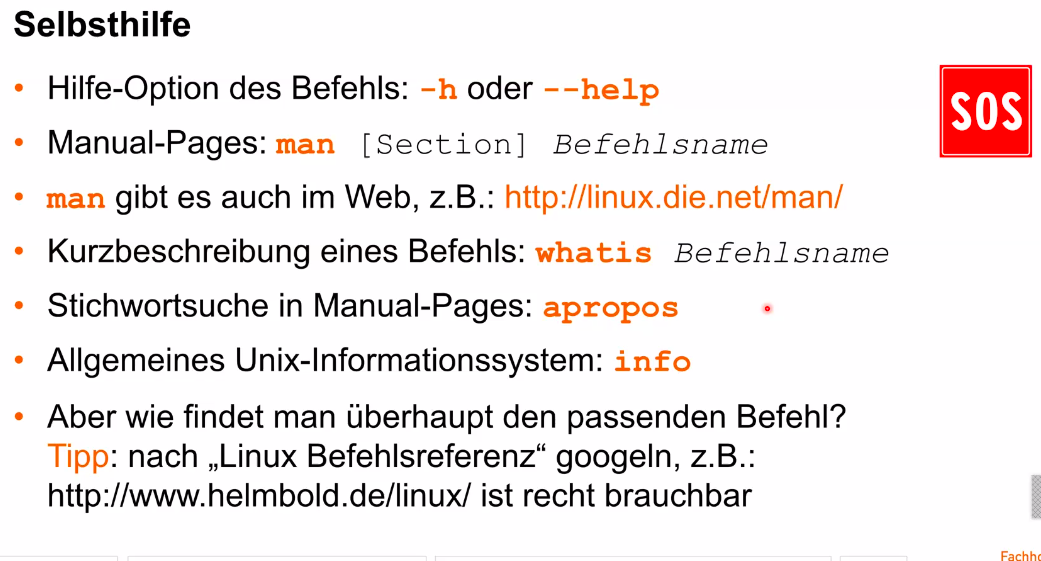 Selbsthilfe
• Hilfe-Option des Befehls: -h oder --help
SOS
• Manual-Pages: man [Section] Befehlsname
• man gibt es auch im Web, z.B.: http://linux.die.net/man/
• Kurzbeschreibung eines Befehls: whatis Befehlsname
• Stichwortsuche in Manual-Pages: apropos
• Allgemeines Unix-Informationssystem: info
• Aber wie findet man überhaupt den passenden Befehl?
Tipp: nach „Linux Befehlsreferenz“ googeln, z.B.:
http://www.helmbold.de/linux/ ist recht brauchbar